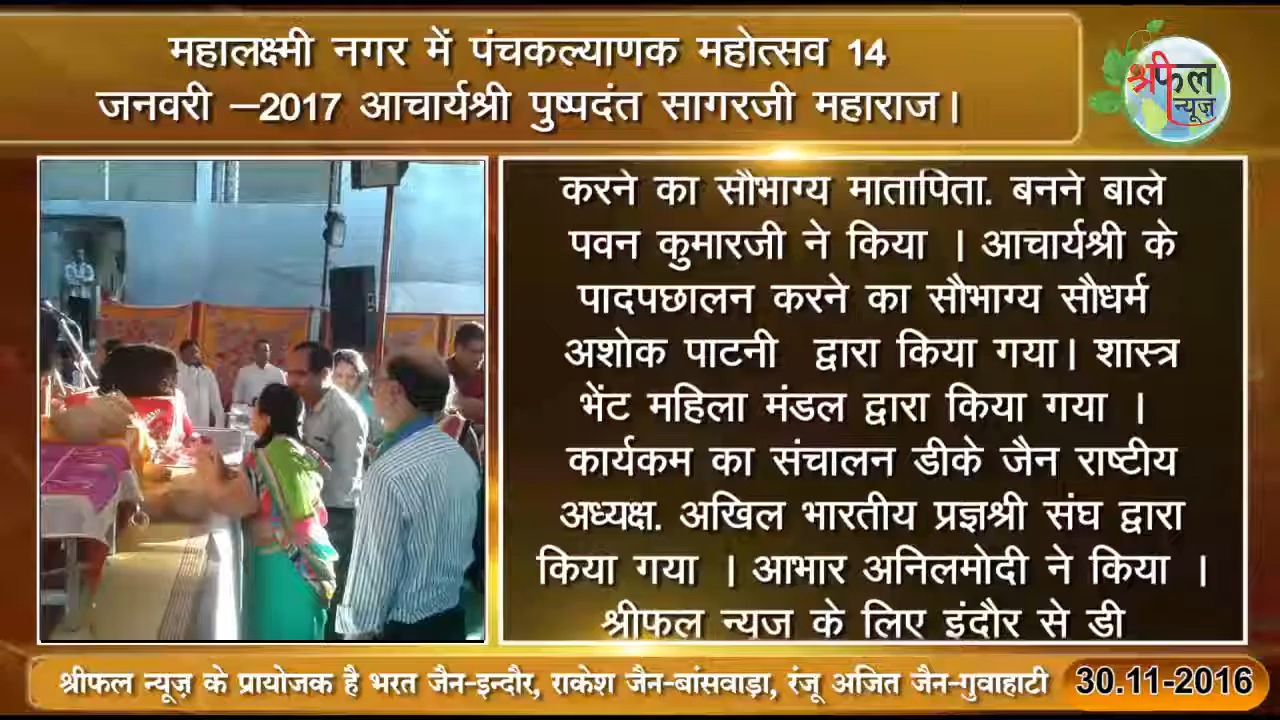 महालक्ष्मी नगर में पंचकल्याणक महोत्सव 14
जनवरी –2017 आचार्यश्री पुष्पदंत सागरजी महाराज।
श्रीफल
न्यूज़
करने का सौभाग्य मातापिता. बनने बाले
पवन कुमारजी ने किया । आचार्यश्री के
पादपछालन करने का सौभाग्य सौधर्म
अशोक पाटनी द्वारा किया गया। शास्त्र
भेंट महिला मंडल द्वारा किया गया ।
कार्यकम का संचालन डीके जैन राष्टीय
अध्यक्ष. अखिल भारतीय प्रज्ञश्री संघ द्वारा
किया गया । आभार अनिलमोदी ने किया ।
श्रीफल न्यूज के लिए इंदौर से डी
श्रीफल न्यूज़ के प्रायोजक है भरत जैन-इन्दौर, राकेश जैन-बांसवाड़ा, रंजू अजित जैन-गुवाहाटी
30.11-2016